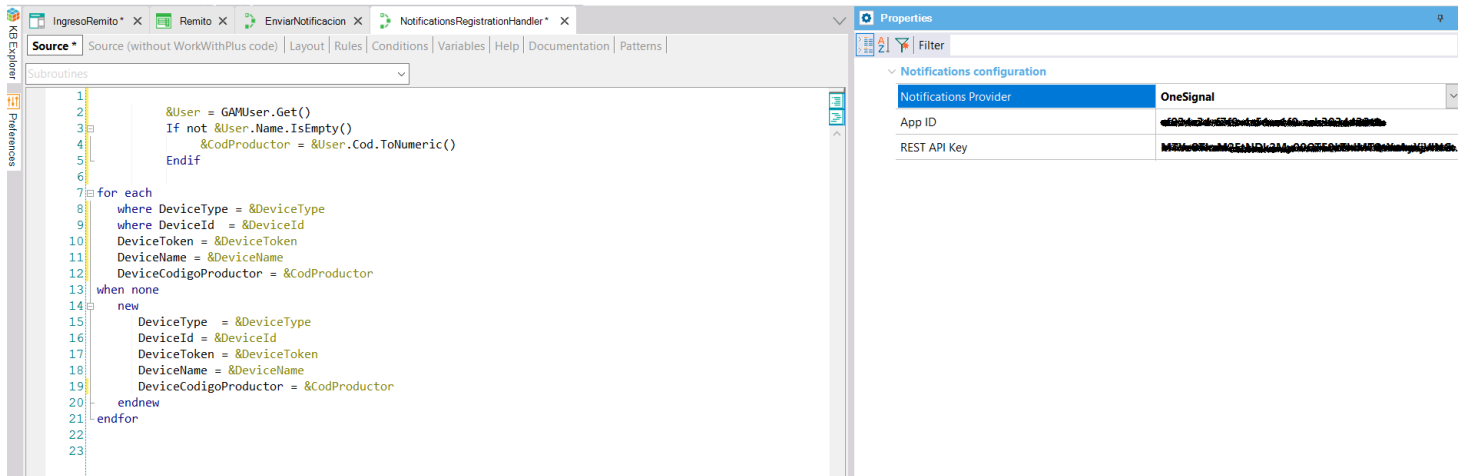 KB Explorer
Preferences
IngresoRemito *
Remito
EnviarNotificacion
NotificationsRegistrationHandler *
Source * Source (without WorkWithPlus code) Layout Rules Conditions Variables Help Documentation Patterns
Subroutines
1
2 &User = GAMUser.Get()
3 If not &User.Name.IsEmpty()
4 &CodProductor = &User.Cod.ToNumeric()
5 Endif
6
7 for each
8 where DeviceType = &DeviceType
9 where DeviceId  = &DeviceId
10 DeviceToken = &DeviceToken
11 DeviceName = &DeviceName
12 DeviceCodigoProductor = &CodProductor
13 when none
14 new
15 DeviceType  = &DeviceType
16 DeviceId = &DeviceId
17 DeviceToken = &DeviceToken
18 DeviceName = &DeviceName
19 DeviceCodigoProductor = &CodProductor
20 endnew
21 endfor
22
23
Properties
Filter
Notifications configuration
Notifications Provider OneSignal
App ID
REST API Key